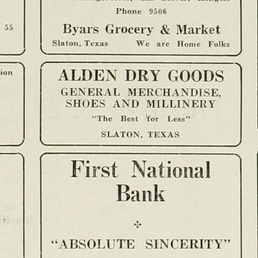 Phone 9506
Byars Grocery & Market
Slaton, Texas We are Home Folks
55
ion
ALDEN DRY GOODS
GENERAL MERCHANDISE,
SHOES AND MILLINERY
"The Best for Less"
SLATON, TEXAS
First National
Bank
"ABSOLUTE SINCERITY"